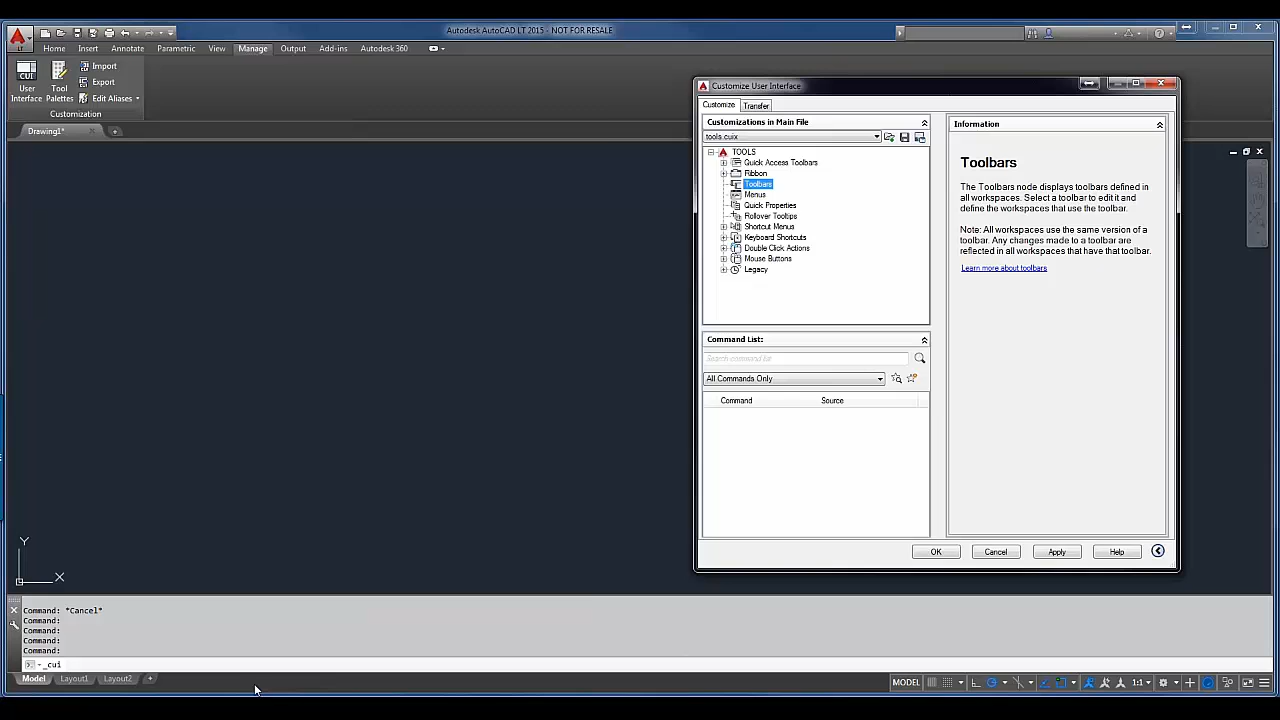 Autodesk AutoCAD LT 2015 - NOT FOR RESALE
LT
Home Insert Annotate Parametric View Manage Output Add-ins Autodesk 360
CUI
User Interface
Tool Palettes
Import
Export
Edit Aliases
Customization
Drawing1*
Customize User Interface
Customize Transfer
Customizations in Main File
tools.cuix
TOOLS
Quick Access Toolbars
Ribbon
Toolbars
Menus
Quick Properties
Rollover Tooltips
Shortcut Menus
Keyboard Shortcuts
Double Click Actions
Mouse Buttons
Legacy
Command List:
Search command list
All Commands Only
Command Source
Information
Toolbars
The Toolbars node displays toolbars defined in
all workspaces. Select a toolbar to edit it and
define the workspaces that use the toolbar.
Note: All workspaces use the same version of a
toolbar. Any changes made to a toolbar are
reflected in all workspaces that have that toolbar.
Learn more about toolbars
OK Cancel Apply Help
Y
X
Command: *Cancel*
Command:
Command:
Command:
Command:
_cui
Model Layout1 Layout2 +
MODEL 1:1